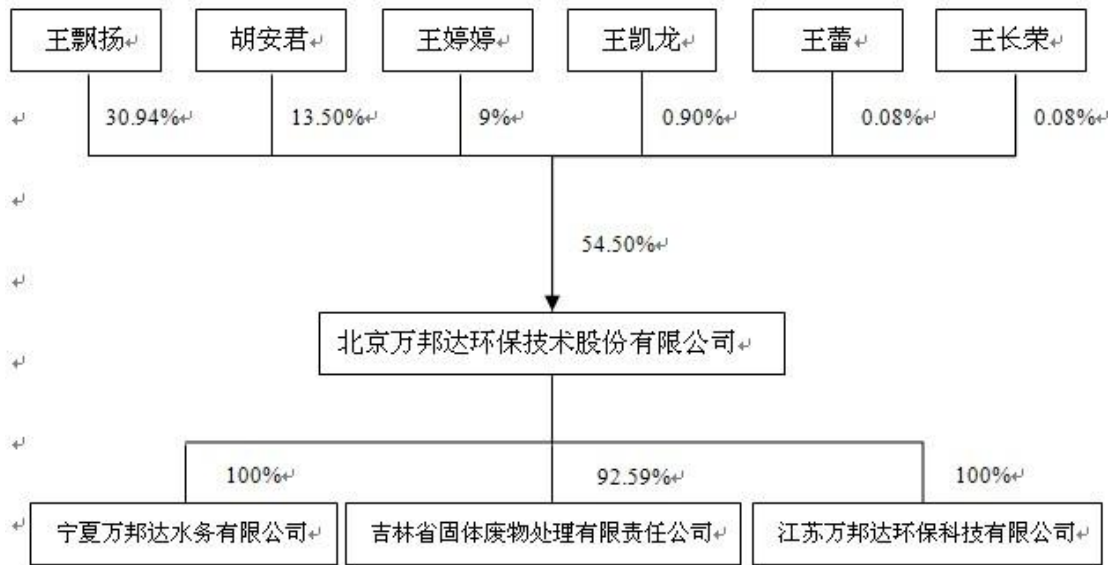 王飘扬
胡安君
王婷婷
王凯龙
王蕾
王长荣
30.94%
13.50%
9%
0.90%
0.08%
0.08%
54.50%
北京万邦达环保技术股份有限公司
100%
92.59%
100%
宁夏万邦达水务有限公司
吉林省固体废物处理有限责任公司
江苏万邦达环保科技有限公司